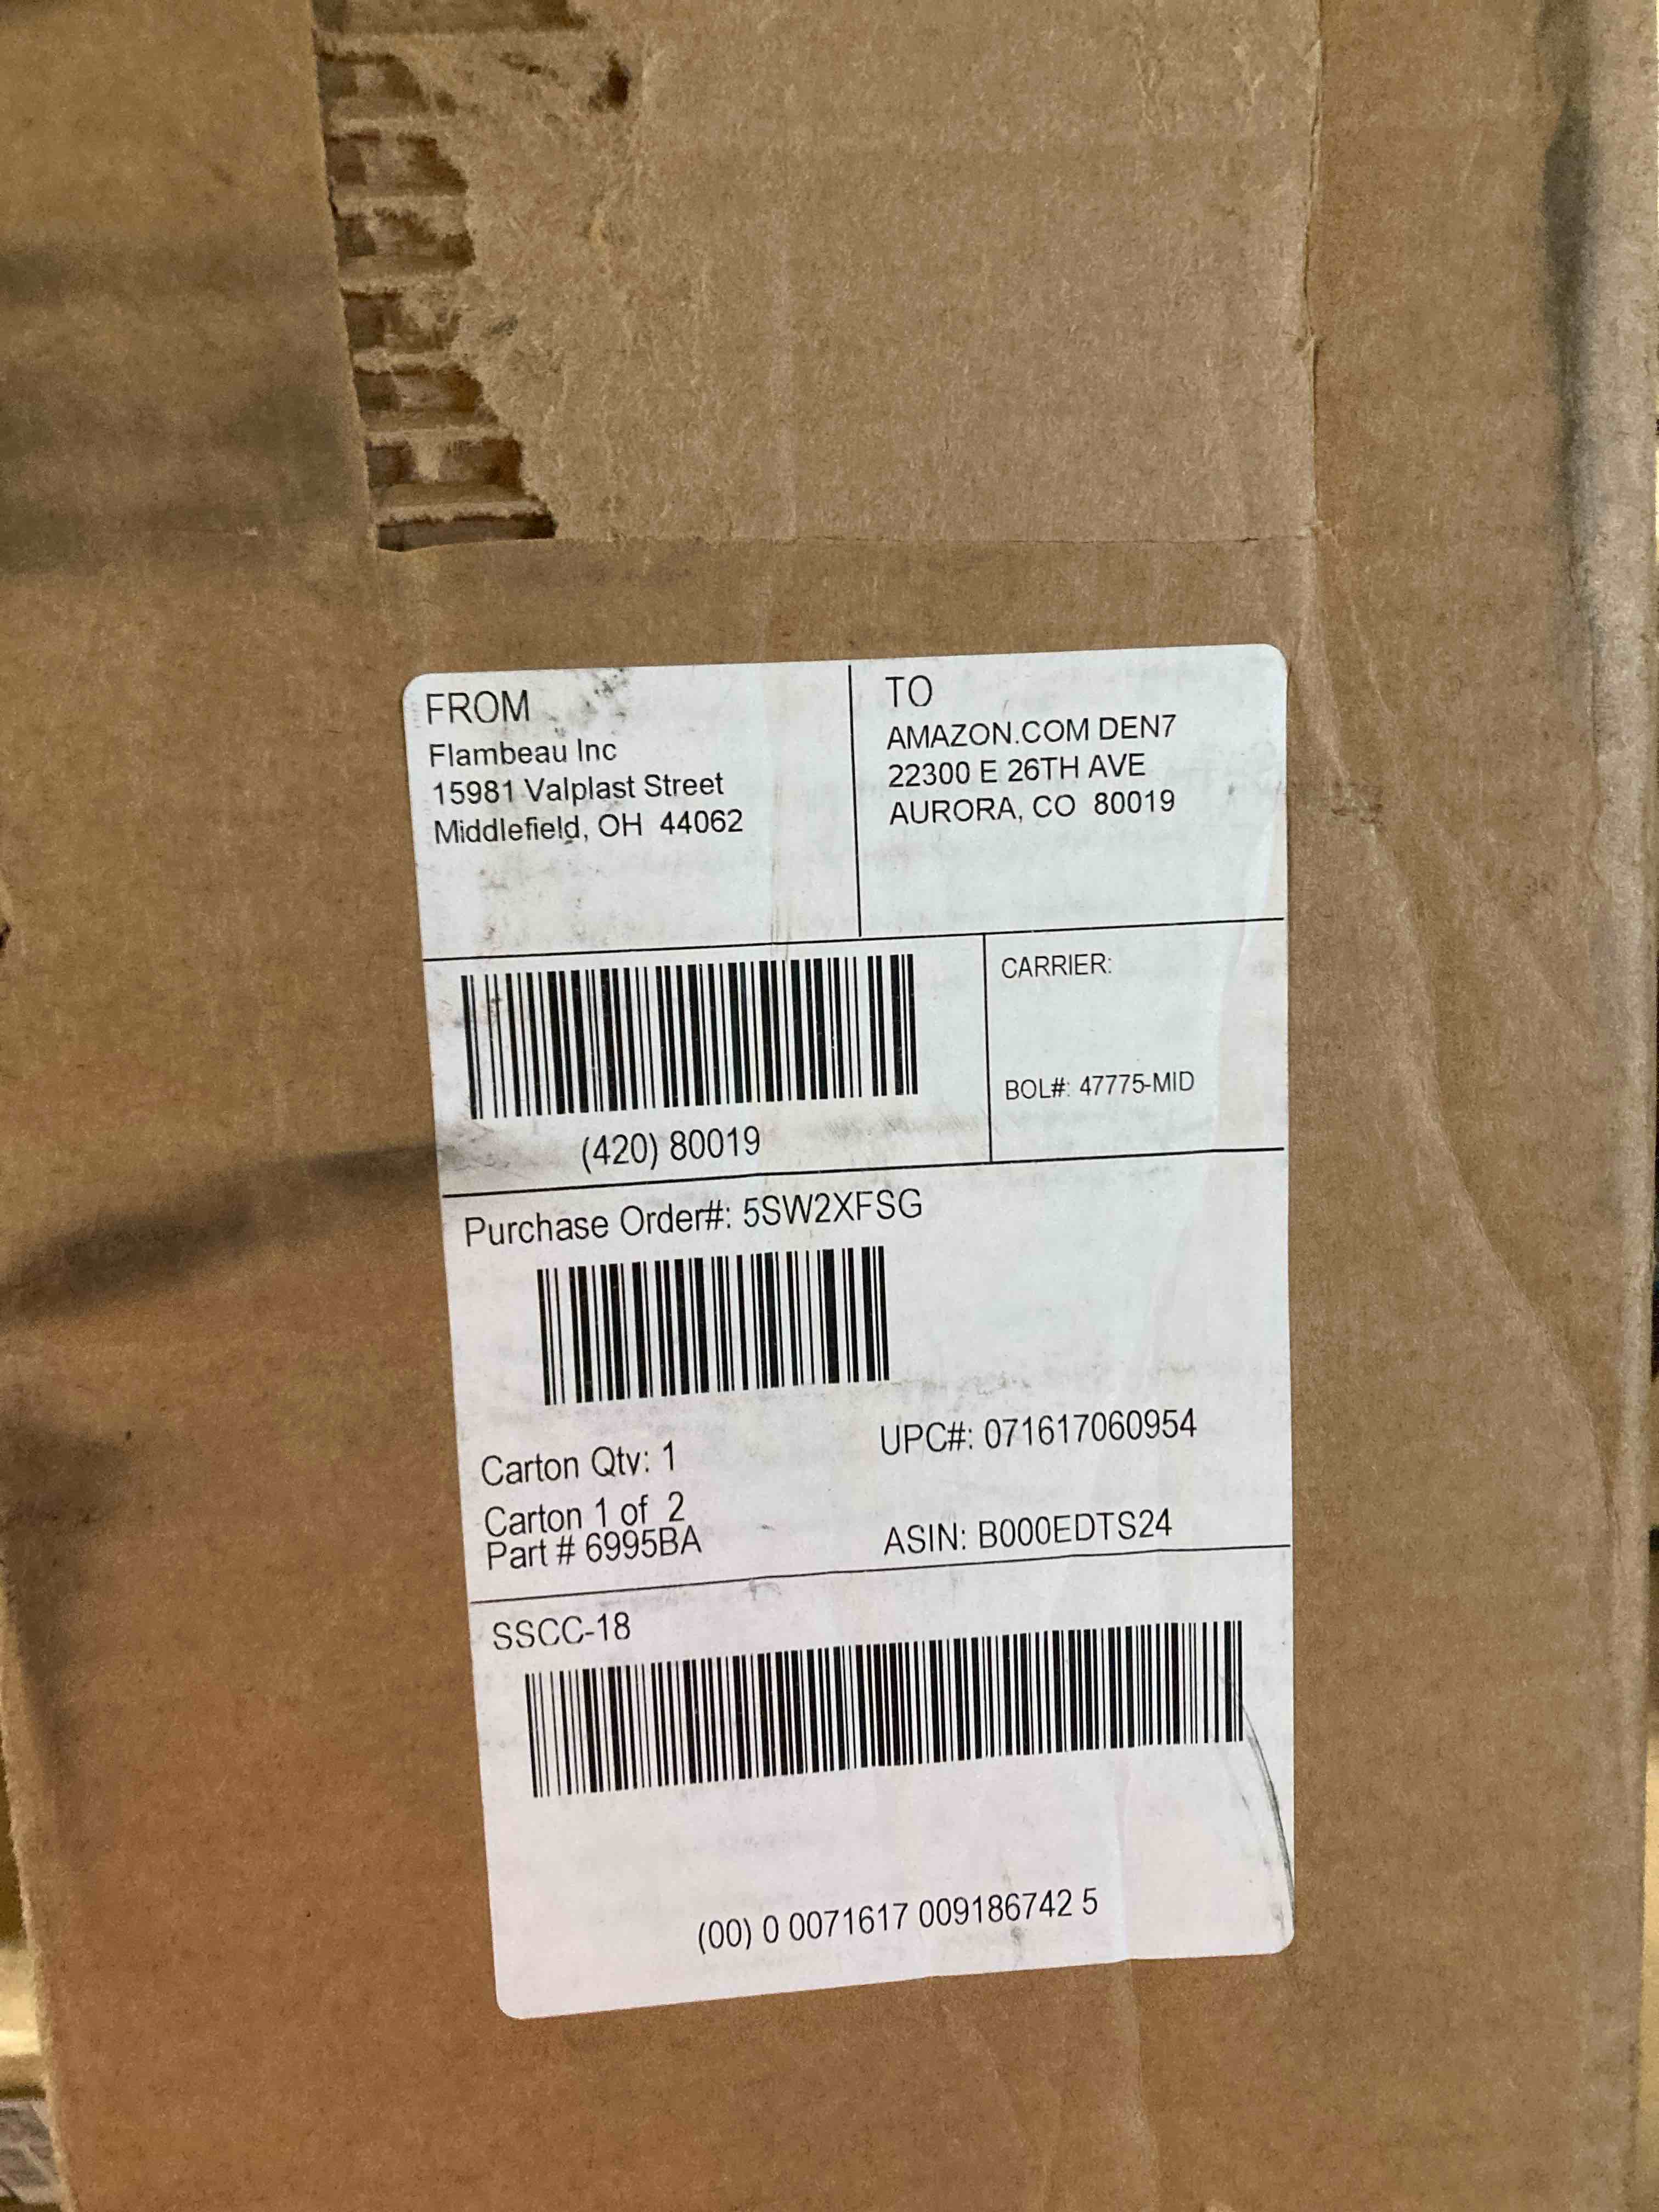 FROM
Flambeau Inc
15981 Valplast Street
Middlefield, OH 44062
TO
AMAZON.COM DEN7
22300 E 26TH AVE
AURORA, CO 80019
(420) 80019
CARRIER:
BOL#: 47775-MID
Purchase Order#: 5SW2XFSG
Carton Qty: 1
Carton 1 of 2
Part # 6995BA
UPC#: 071617060954
ASIN: B000EDTS24
SSCC-18
(00) 0 0071617 009186742 5